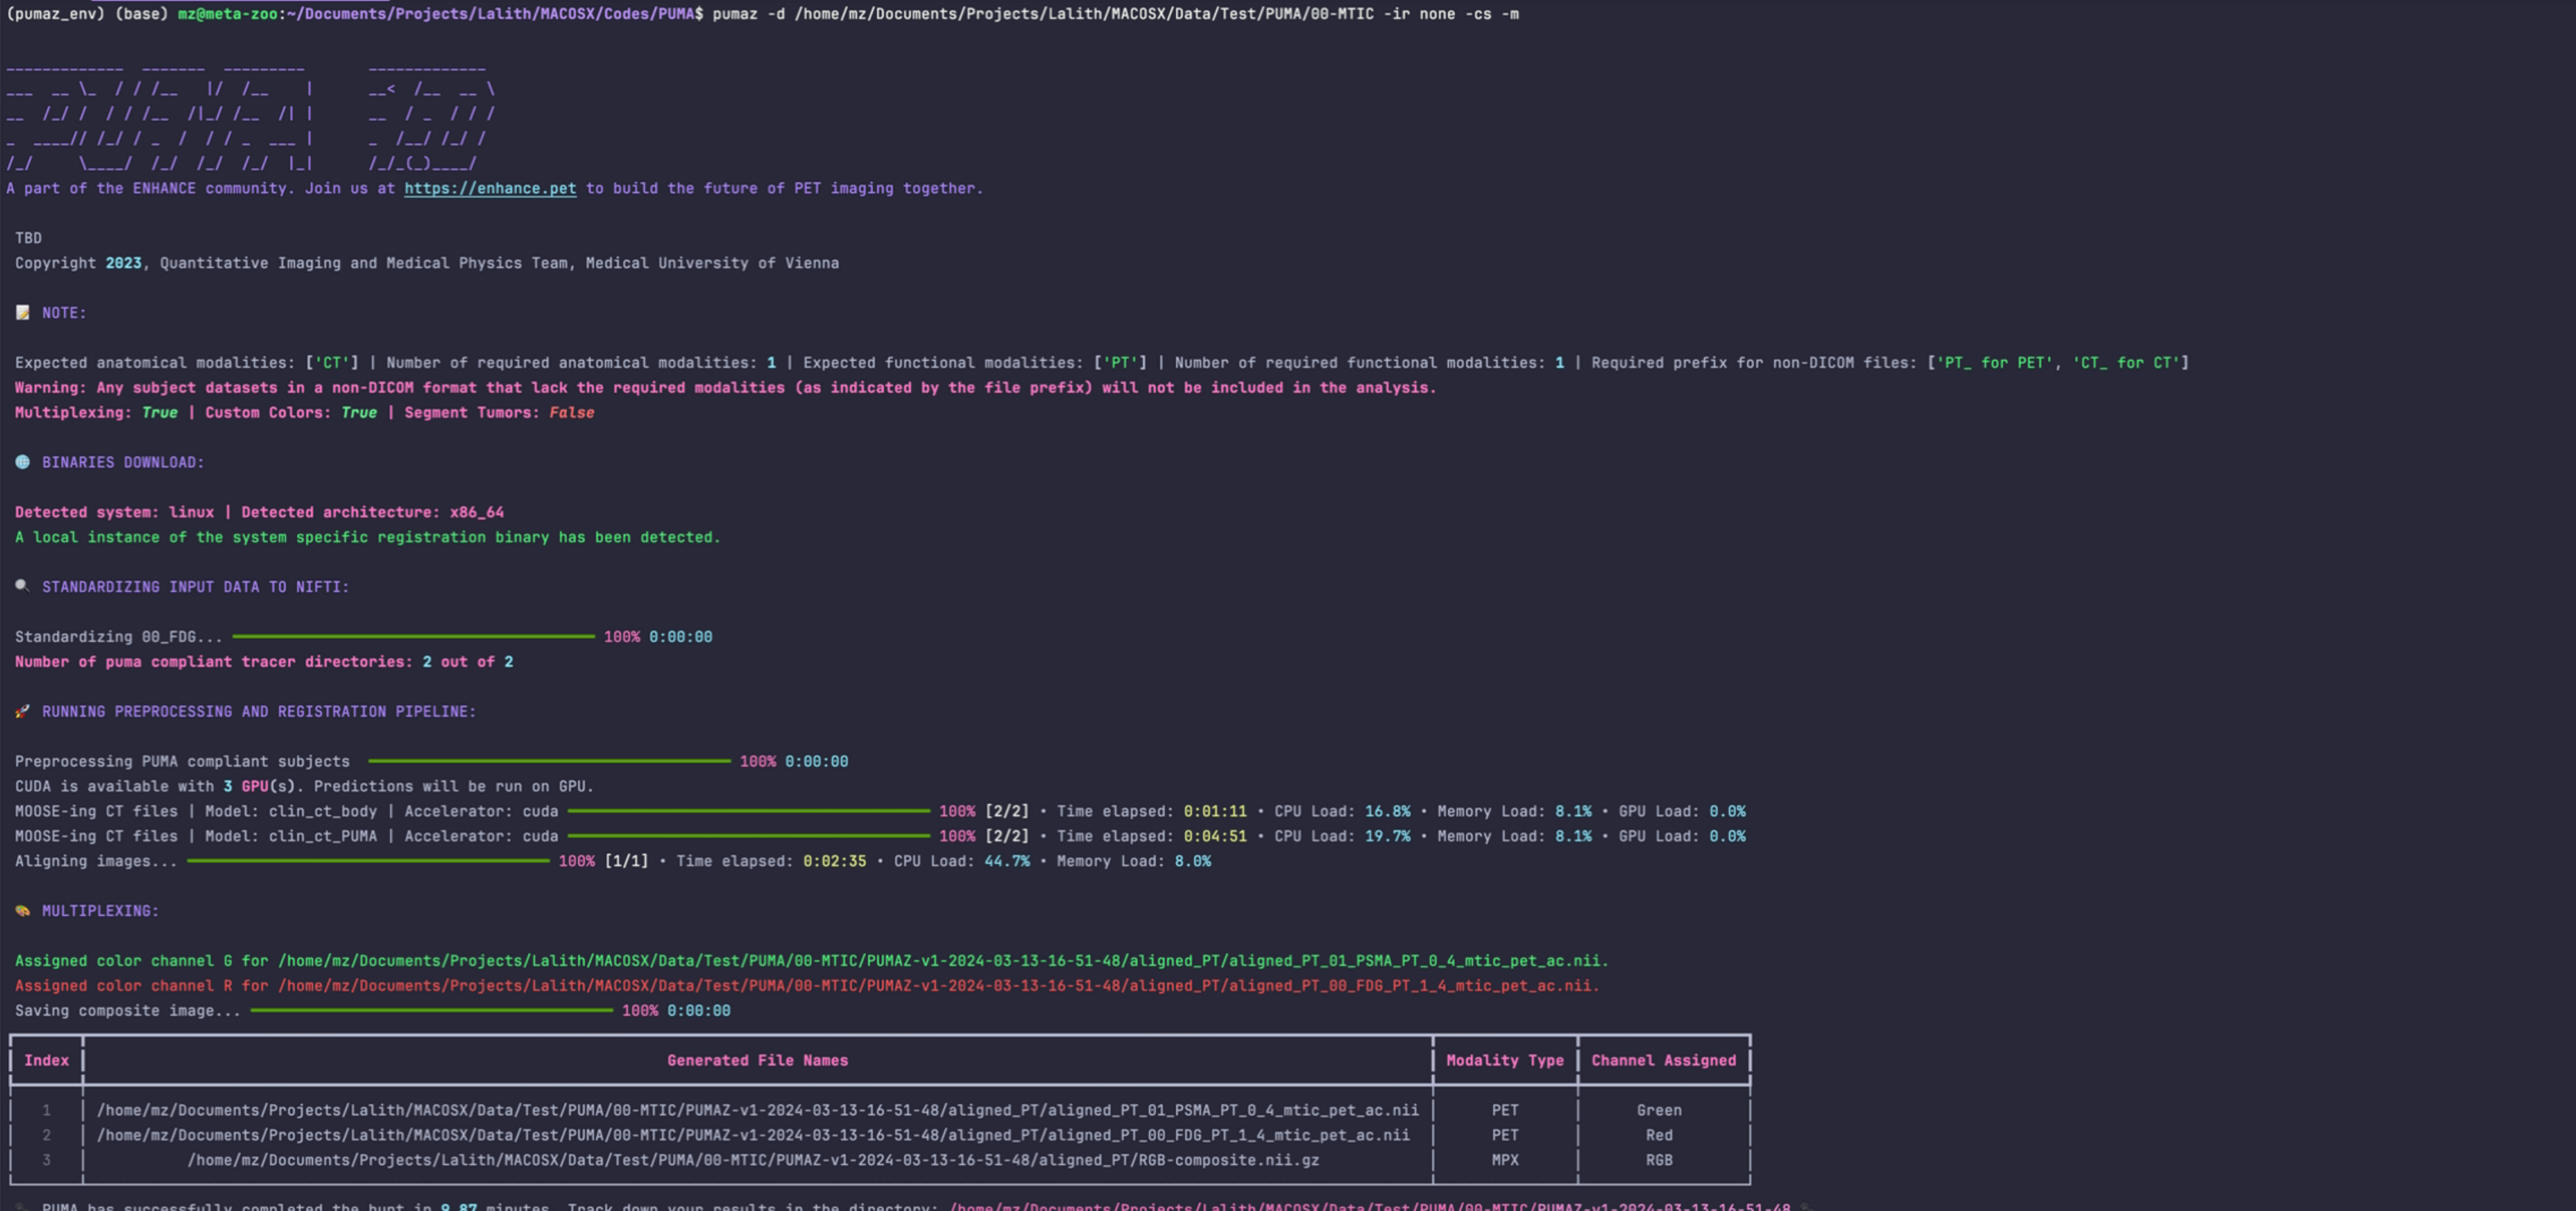 (pumaz_env) (base) mz@meta-zoo:~/Documents/Projects/Lalith/MACOSX/Codes/PUMA$ pumaz -d /home/mz/Documents/Projects/Lalith/MACOSX/Data/Test/PUMA/00-MTIC -ir none -cs -m
A part of the ENHANCE community. Join us at https://enhance.pet to build the future of PET imaging together.
TBD
Copyright 2023, Quantitative Imaging and Medical Physics Team, Medical University of Vienna
NOTE:
Expected anatomical modalities: ['CT'] | Number of required anatomical modalities: 1 | Expected functional modalities: ['PT'] | Number of required functional modalities: 1 | Required prefix for non-DICOM files: ['PT_ for PET', 'CT_ for CT']
Warning: Any subject datasets in a non-DICOM format that lack the required modalities (as indicated by the file prefix) will not be included in the analysis.
Multiplexing: True | Custom Colors: True | Segment Tumors: False
BINARIES DOWNLOAD:
Detected system: linux | Detected architecture: x86_64
A local instance of the system specific registration binary has been detected.
STANDARDIZING INPUT DATA TO NIFTI:
Standardizing 00_FDG... 100% 0:00:00
Number of puma compliant tracer directories: 2 out of 2
RUNNING PREPROCESSING AND REGISTRATION PIPELINE:
Preprocessing PUMA compliant subjects 100% 0:00:00
CUDA is available with 3 GPU(s). Predictions will be run on GPU.
MOOSE-ing CT files | Model: clin_ct_body | Accelerator: cuda 100% [2/2] • Time elapsed: 0:01:11 • CPU Load: 16.8% • Memory Load: 8.1% • GPU Load: 0.0%
MOOSE-ing CT files | Model: clin_ct_PUMA | Accelerator: cuda 100% [2/2] • Time elapsed: 0:04:51 • CPU Load: 19.7% • Memory Load: 8.1% • GPU Load: 0.0%
Aligning images... 100% [1/1] • Time elapsed: 0:02:35 • CPU Load: 44.7% • Memory Load: 8.0%
MULTIPLEXING:
Assigned color channel G for /home/mz/Documents/Projects/Lalith/MACOSX/Data/Test/PUMA/00-MTIC/PUMAZ-v1-2024-03-13-16-51-48/aligned_PT/aligned_PT_01_PSMA_PT_0_4_mtic_pet_ac.nii.
Assigned color channel R for /home/mz/Documents/Projects/Lalith/MACOSX/Data/Test/PUMA/00-MTIC/PUMAZ-v1-2024-03-13-16-51-48/aligned_PT/aligned_PT_00_FDG_PT_1_4_mtic_pet_ac.nii.
Saving composite image... 100% 0:00:00
Index Generated File Names Modality Type Channel Assigned
1 /home/mz/Documents/Projects/Lalith/MACOSX/Data/Test/PUMA/00-MTIC/PUMAZ-v1-2024-03-13-16-51-48/aligned_PT/aligned_PT_01_PSMA_PT_0_4_mtic_pet_ac.nii PET Green
2 /home/mz/Documents/Projects/Lalith/MACOSX/Data/Test/PUMA/00-MTIC/PUMAZ-v1-2024-03-13-16-51-48/aligned_PT/aligned_PT_00_FDG_PT_1_4_mtic_pet_ac.nii PET Red
3 /home/mz/Documents/Projects/Lalith/MACOSX/Data/Test/PUMA/00-MTIC/PUMAZ-v1-2024-03-13-16-51-48/aligned_PT/RGB-composite.nii.gz MPX RGB
PUMA has successfully completed the hunt in 9.87 minutes. Track down your results in the directory: /home/mz/Documents/Projects/Lalith/MACOSX/Data/Test/PUMA/00-MTIC/PUMAZ-v1-2024-03-13-16-51-48